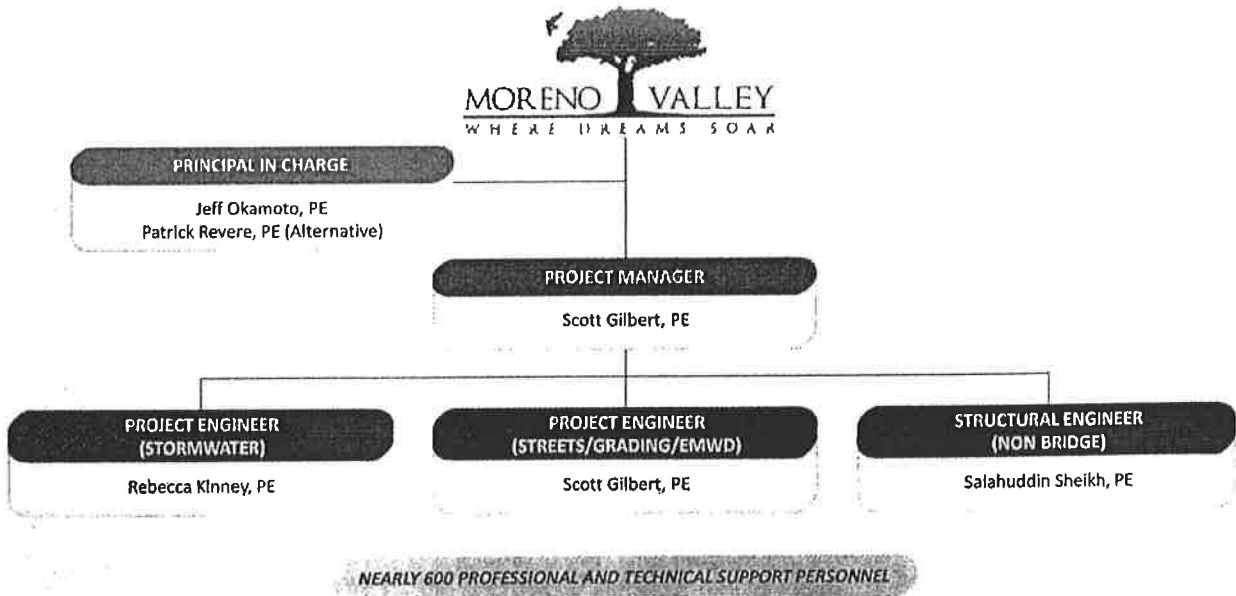 MORENO VALLEY
WHERE DREAMS SOAR
PRINCIPAL IN CHARGE
Jeff Okamoto, PE
Patrick Revere, PE (Alternative)
PROJECT MANAGER
Scott Gilbert, PE
PROJECT ENGINEER
(STORMWATER)
Rebecca Kinney, PE
PROJECT ENGINEER
(STREETS/GRADING/EMWD)
Scott Gilbert, PE
STRUCTURAL ENGINEER
(NON BRIDGE)
Salahuddin Sheikh, PE
NEARLY 600 PROFESSIONAL AND TECHNICAL SUPPORT PERSONNEL